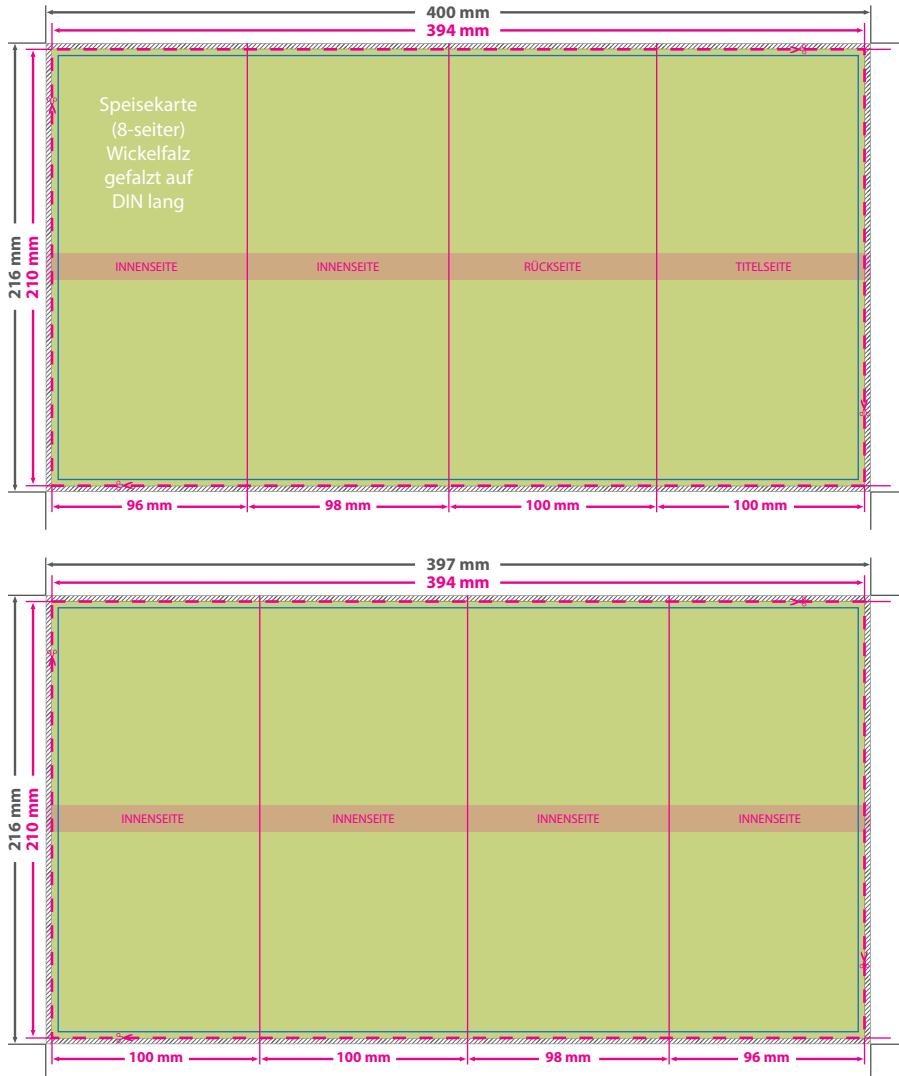 400 mm
394 mm
Speisekarte
(8-seiter)
Wickelfalz
gefalzt auf
DIN lang
216 mm
210 mm
INNENSEITE INNENSEITE RÜCKSEITE TITELSEITE
96 mm 98 mm 100 mm 100 mm
397 mm
394 mm
216 mm
210 mm
INNENSEITE INNENSEITE INNENSEITE INNENSEITE
100 mm 100 mm 98 mm 96 mm